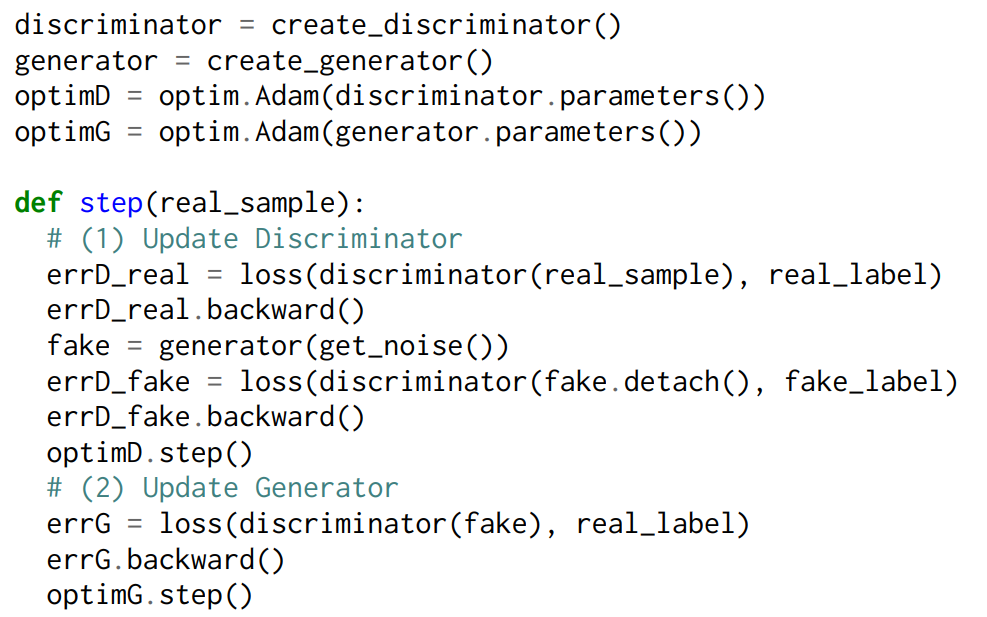 discriminator = create_discriminator()
generator = create_generator()
optimD = optim.Adam(discriminator.parameters())
optimG = optim.Adam(generator.parameters())

def step(real_sample):
  # (1) Update Discriminator
  errD_real = loss(discriminator(real_sample), real_label)
  errD_real.backward()
  fake = generator(get_noise())
  errD_fake = loss(discriminator(fake.detach(), fake_label)
  errD_fake.backward()
  optimD.step()
  # (2) Update Generator
  errG = loss(discriminator(fake), real_label)
  errG.backward()
  optimG.step()